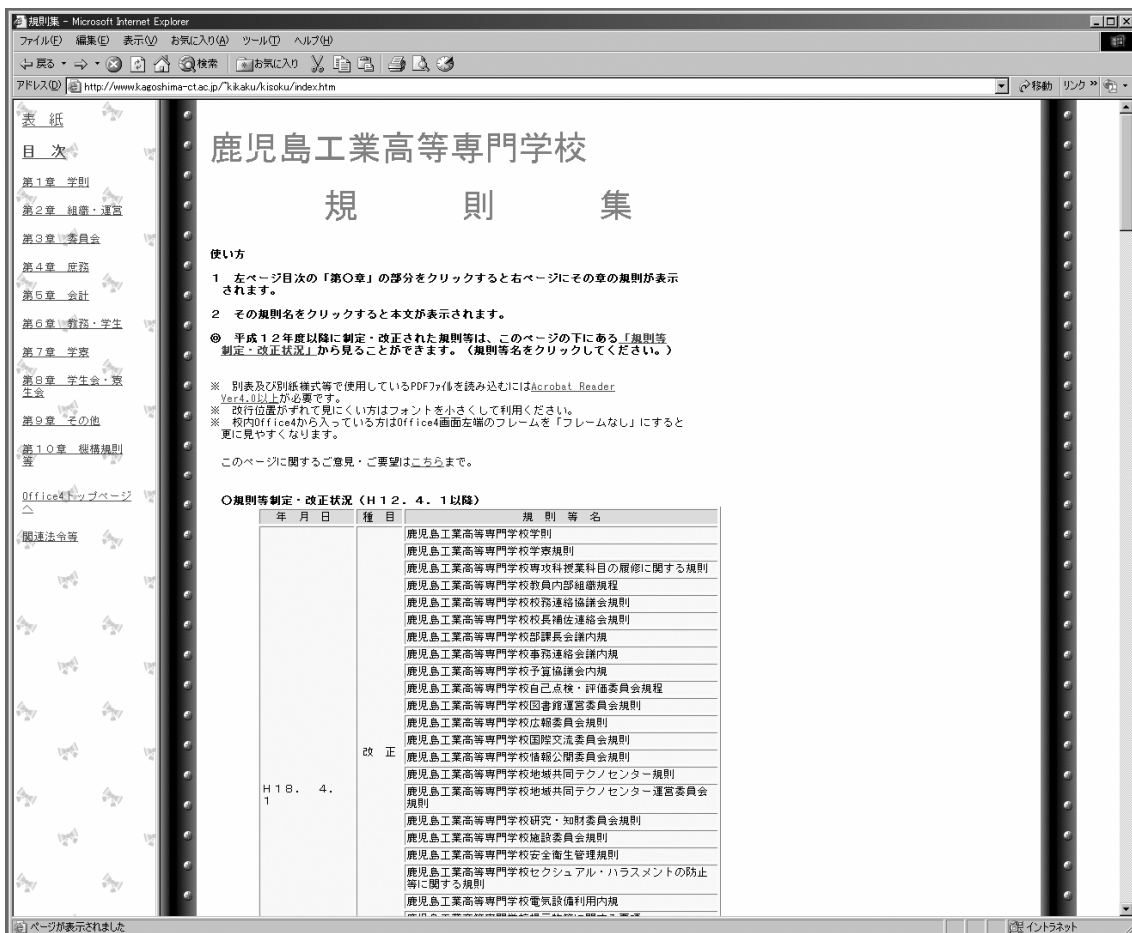 規則集 - Microsoft Internet Explorer
ファイル(F) 編集(E) 表示(V) お気に入り(A) ツール(T) ヘルプ(H)
戻る 検索 お気に入り
アドレス(D) http://www.kagoshima-ct.ac.jp/~kikaku/kisoku/index.htm 移動 リンク »
表 紙
目 次
第1章 学則
第2章 組織・運営
第3章 委員会
第4章 庶務
第5章 会計
第6章 教務・学生
第7章 学寮
第8章 学生会・寮
生会
第9章 その他
第10章 機構規則
等
Office4トップページ
へ
関連法令等
鹿児島工業高等専門学校
規 則 集
使い方
1 左ページ目次の「第〇章」の部分をクリックすると右ページにその章の規則が表示
されます。
2 その規則名をクリックすると本文が表示されます。
◎ 平成12年度以降に制定・改正された規則等は、このページの下にある「規則等
制定・改正状況」から見ることができます。(規則等名をクリックしてください。)
※ 別表及び別紙様式等で使用しているPDFファイルを読み込むにはAcrobat Reader
Ver4.0以上が必要です。
※ 改行位置がずれて見にくい方はフォントを小さくして利用ください。
※ 校内Office4から入っている方はOffice4画面左端のフレームを「フレームなし」にすると
更に見やすくなります。
このページに関するご意見・ご要望はこちらまで。
〇規則等制定・改正状況(H12.4.1以降)
年 月 日 種 目 規 則 等 名
H18. 4.
1
改 正
鹿児島工業高等専門学校学則
鹿児島工業高等専門学校学寮規則
鹿児島工業高等専門学校専攻科授業科目の履修に関する規則
鹿児島工業高等専門学校教員内部組織規程
鹿児島工業高等専門学校校務連絡協議会規則
鹿児島工業高等専門学校校長補佐連絡会規則
鹿児島工業高等専門学校部課長会議内規
鹿児島工業高等専門学校事務連絡会議内規
鹿児島工業高等専門学校予算協議会内規
鹿児島工業高等専門学校自己点検・評価委員会規程
鹿児島工業高等専門学校図書館運営委員会規則
鹿児島工業高等専門学校広報委員会規則
鹿児島工業高等専門学校国際交流委員会規則
鹿児島工業高等専門学校情報公開委員会規則
鹿児島工業高等専門学校地域共同テクノセンター規則
鹿児島工業高等専門学校地域共同テクノセンター運営委員会
規則
鹿児島工業高等専門学校研究・知財委員会規則
鹿児島工業高等専門学校施設委員会規則
鹿児島工業高等専門学校安全衛生管理規則
鹿児島工業高等専門学校セクシュアル・ハラスメントの防止
等に関する規則
鹿児島工業高等専門学校電気設備利用内規
ページが表示されました イントラネット